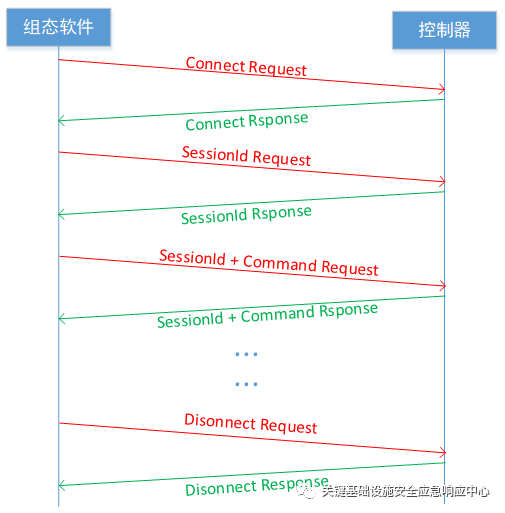 组态软件
控制器
Connect Request
Connect Rsponse
SessionId Request
SessionId Rsponse
SessionId + Command Request
SessionId + Command Rsponse
...
...
Disonnect Request
Disonnect Response
关键基础设施安全应急响应中心